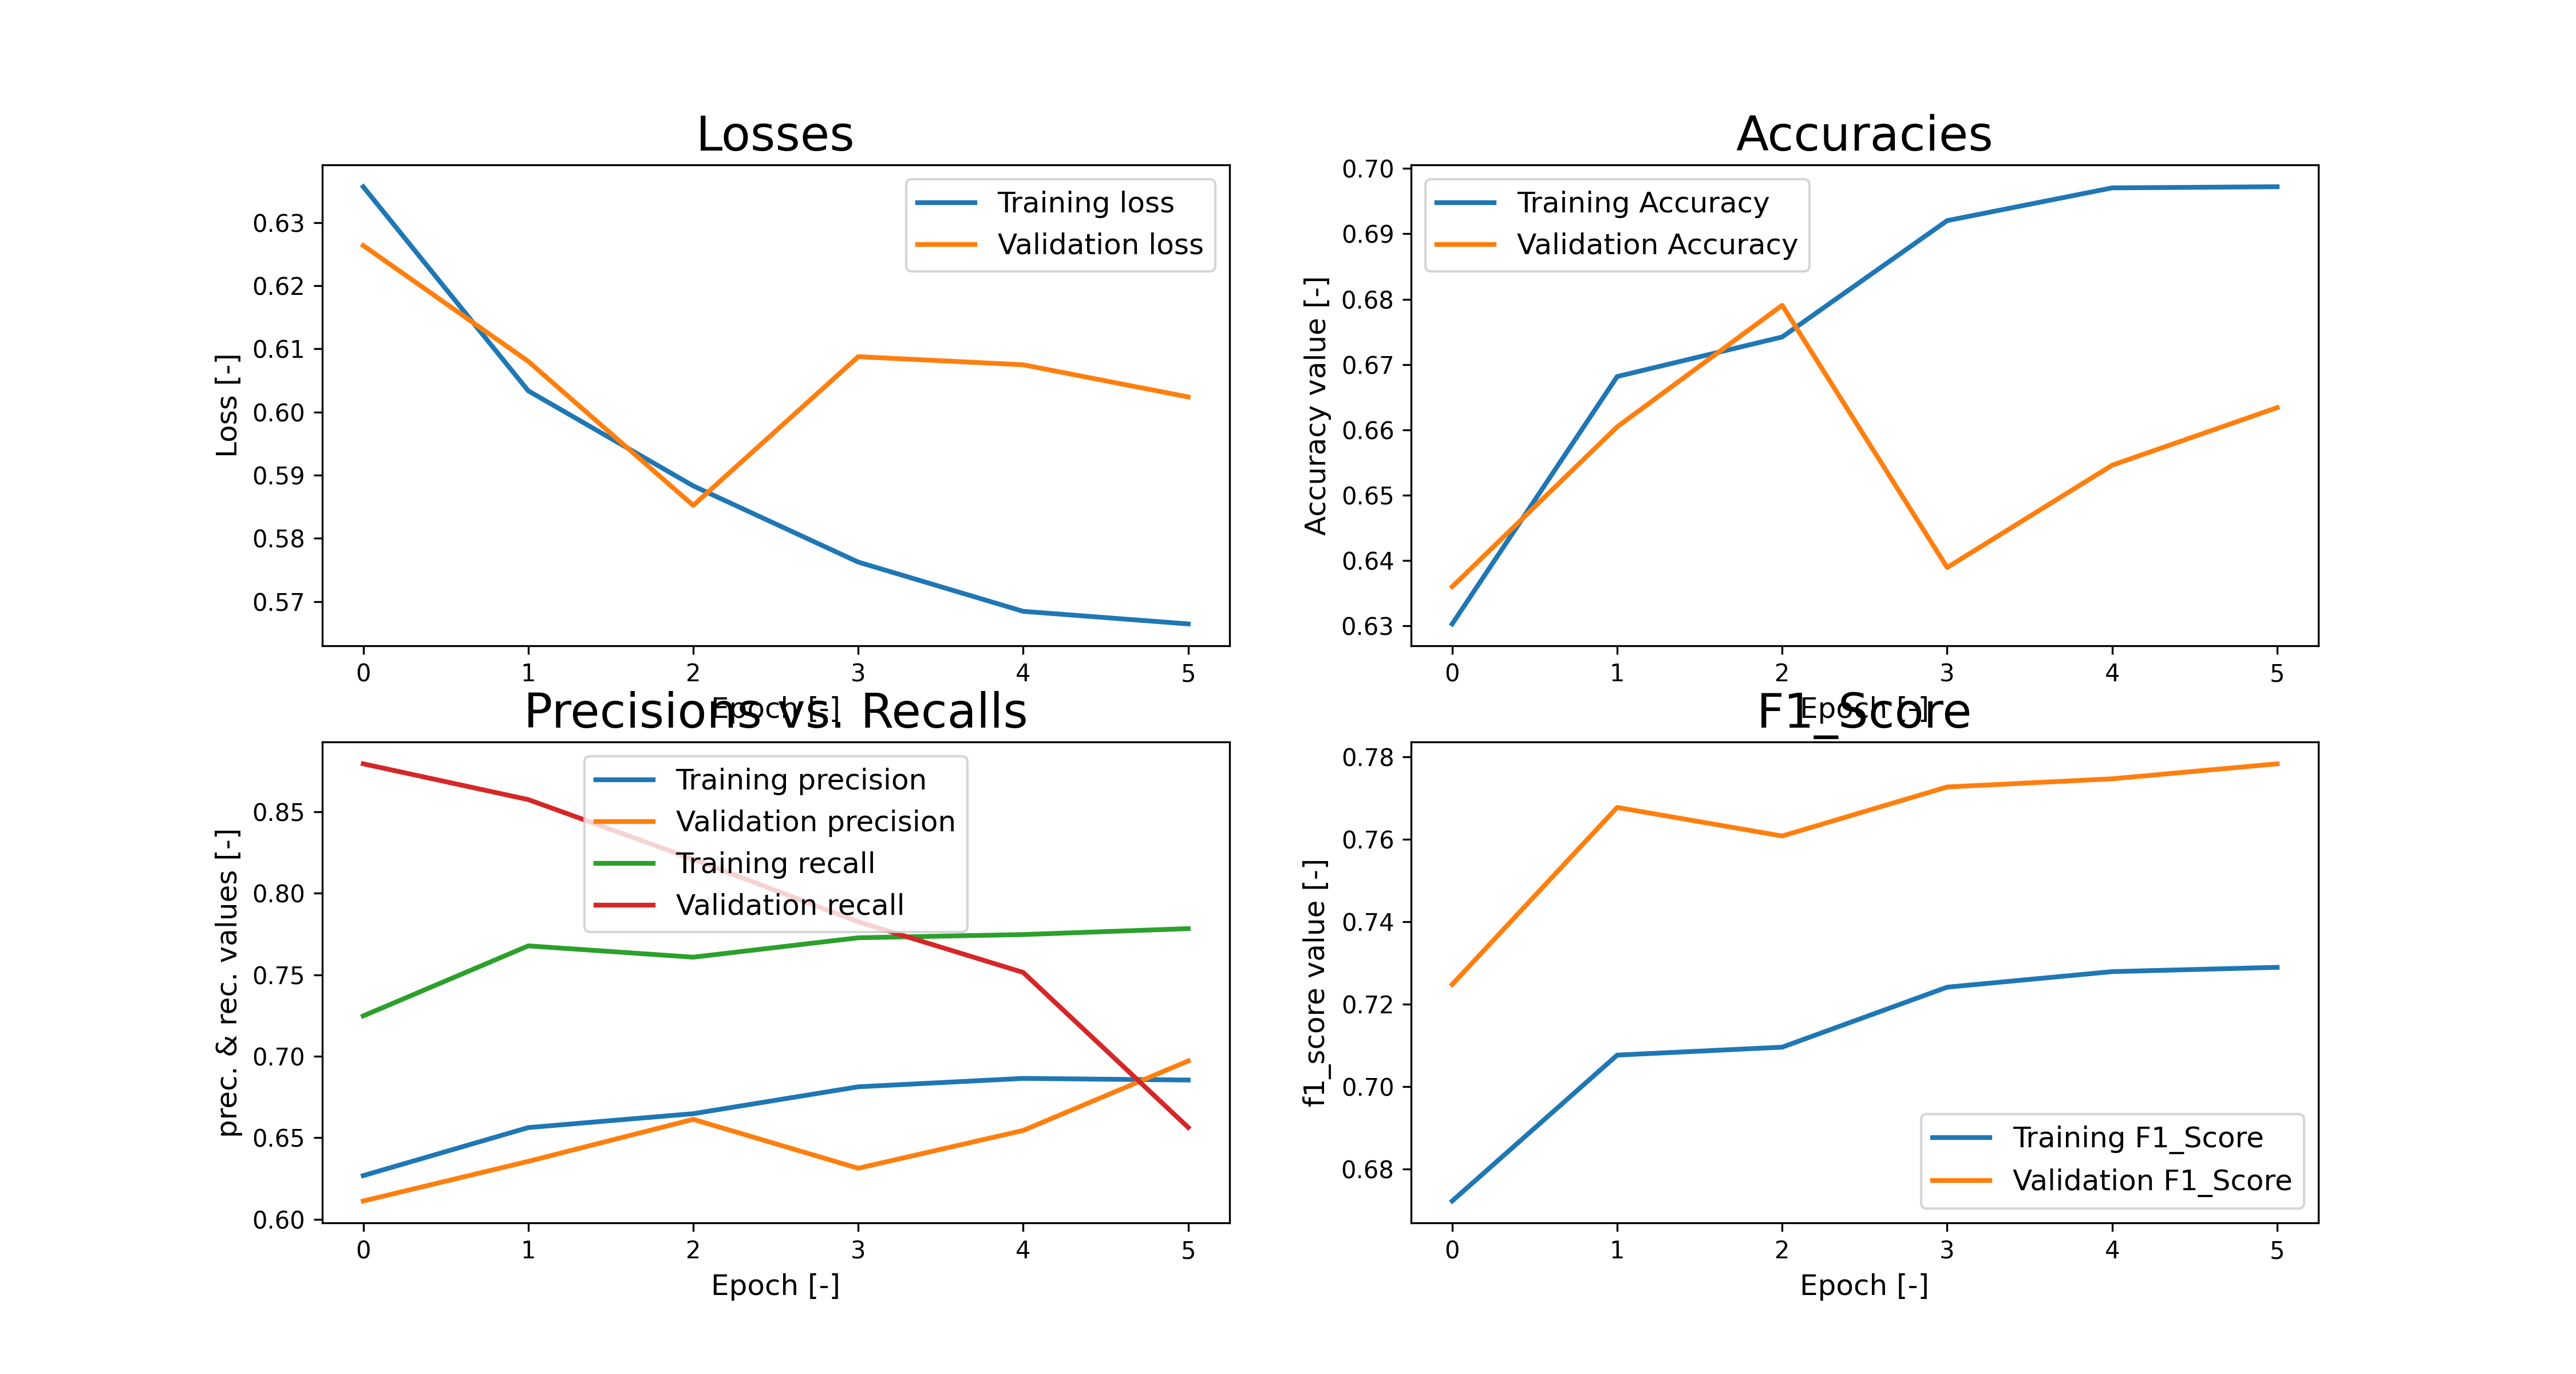 Losses
Training loss
Validation loss
0.63
0.62
0.61
0.60
0.59
0.58
0.57
Loss [-]
0 1 2 3 4 5
Epoch [-]
Accuracies
Training Accuracy
Validation Accuracy
0.70
0.69
0.68
0.67
0.66
0.65
0.64
0.63
Accuracy value [-]
0 1 2 3 4 5
Epoch [-]
Precisions vs. Recalls
Training precision
Validation precision
Training recall
Validation recall
0.85
0.80
0.75
0.70
0.65
0.60
prec. & rec. values [-]
0 1 2 3 4 5
Epoch [-]
F1_Score
0.78
0.76
0.74
0.72
0.70
0.68
f1_score value [-]
Training F1_Score
Validation F1_Score
0 1 2 3 4 5
Epoch [-]